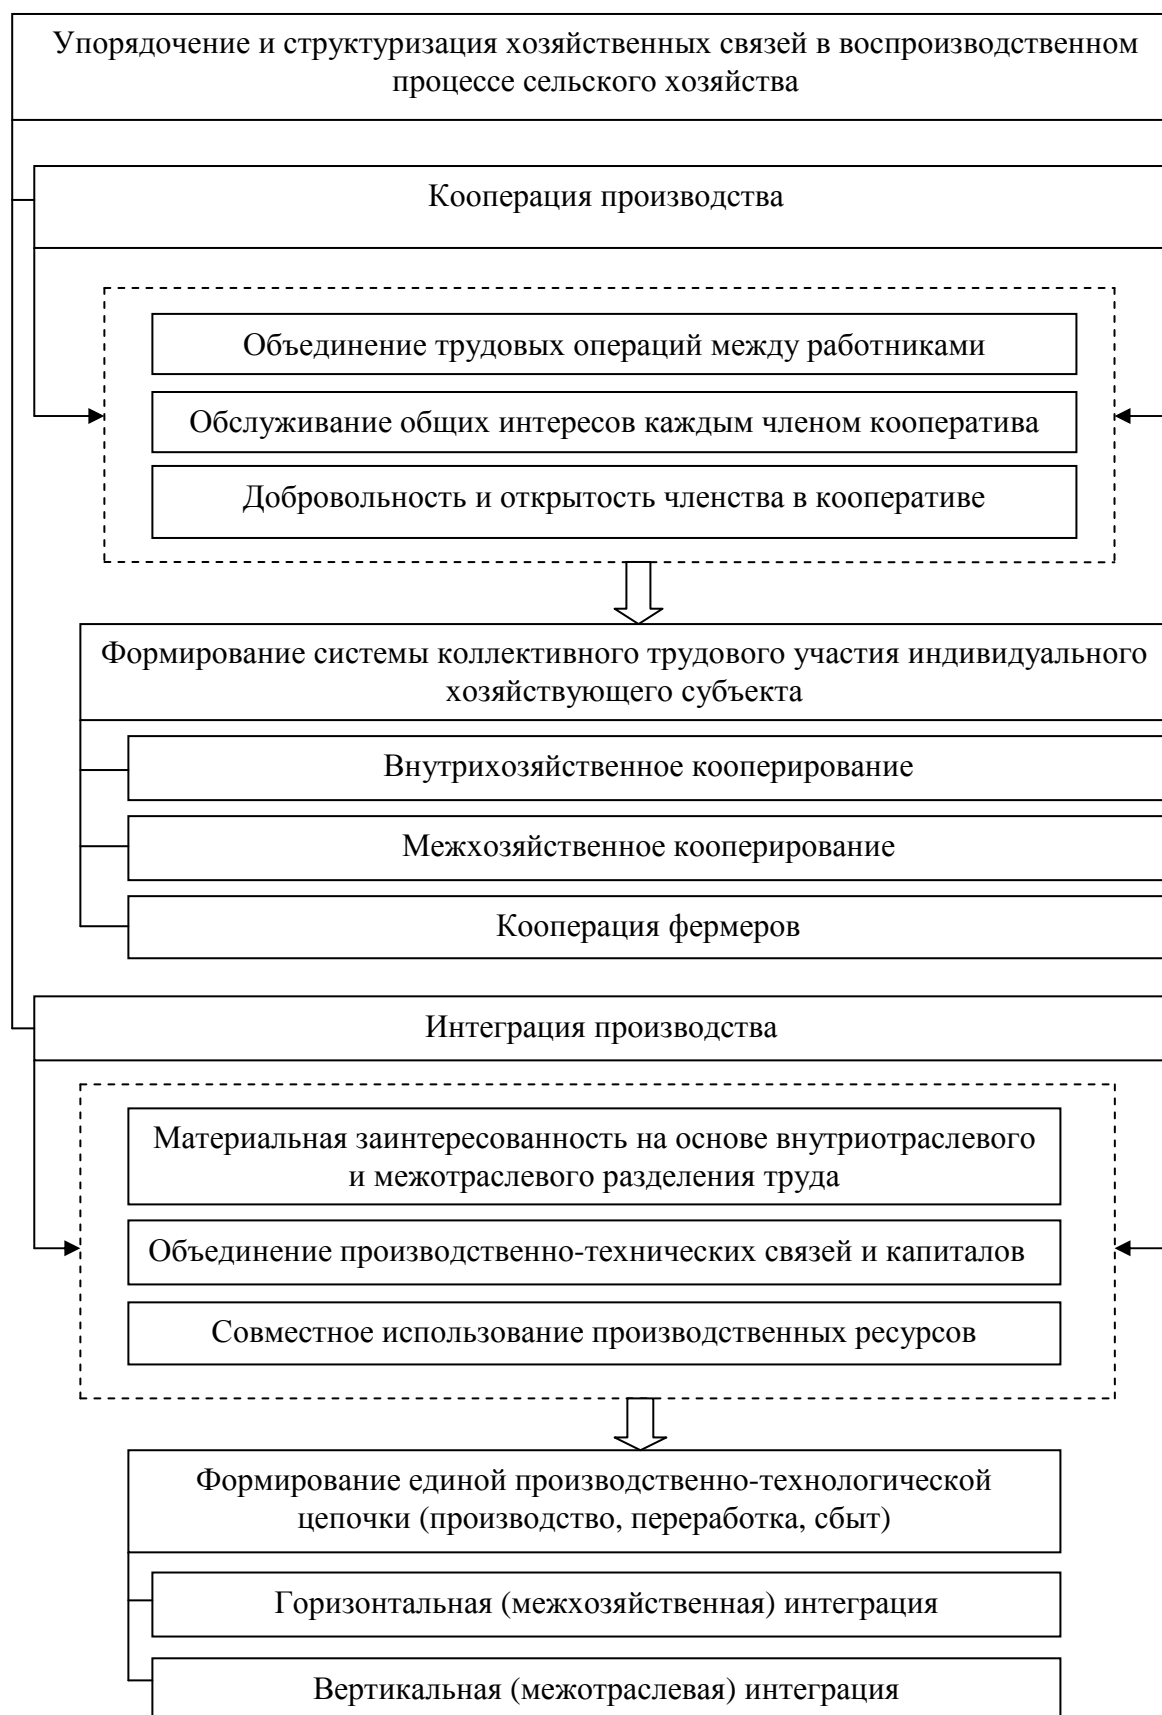 Упорядочение и структуризация хозяйственных связей в воспроизводственном
процессе сельского хозяйства
Кооперация производства
Объединение трудовых операций между работниками
Обслуживание общих интересов каждым членом кооператива
Добровольность и открытость членства в кооперативе
Формирование системы коллективного трудового участия индивидуального
хозяйствующего субъекта
Внутрихозяйственное кооперирование
Межхозяйственное кооперирование
Кооперация фермеров
Интеграция производства
Материальная заинтересованность на основе внутриотраслевого
и межотраслевого разделения труда
Объединение производственно-технических связей и капиталов
Совместное использование производственных ресурсов
Формирование единой производственно-технологической
цепочки (производство, переработка, сбыт)
Горизонтальная (межхозяйственная) интеграция
Вертикальная (межотраслевая) интеграция